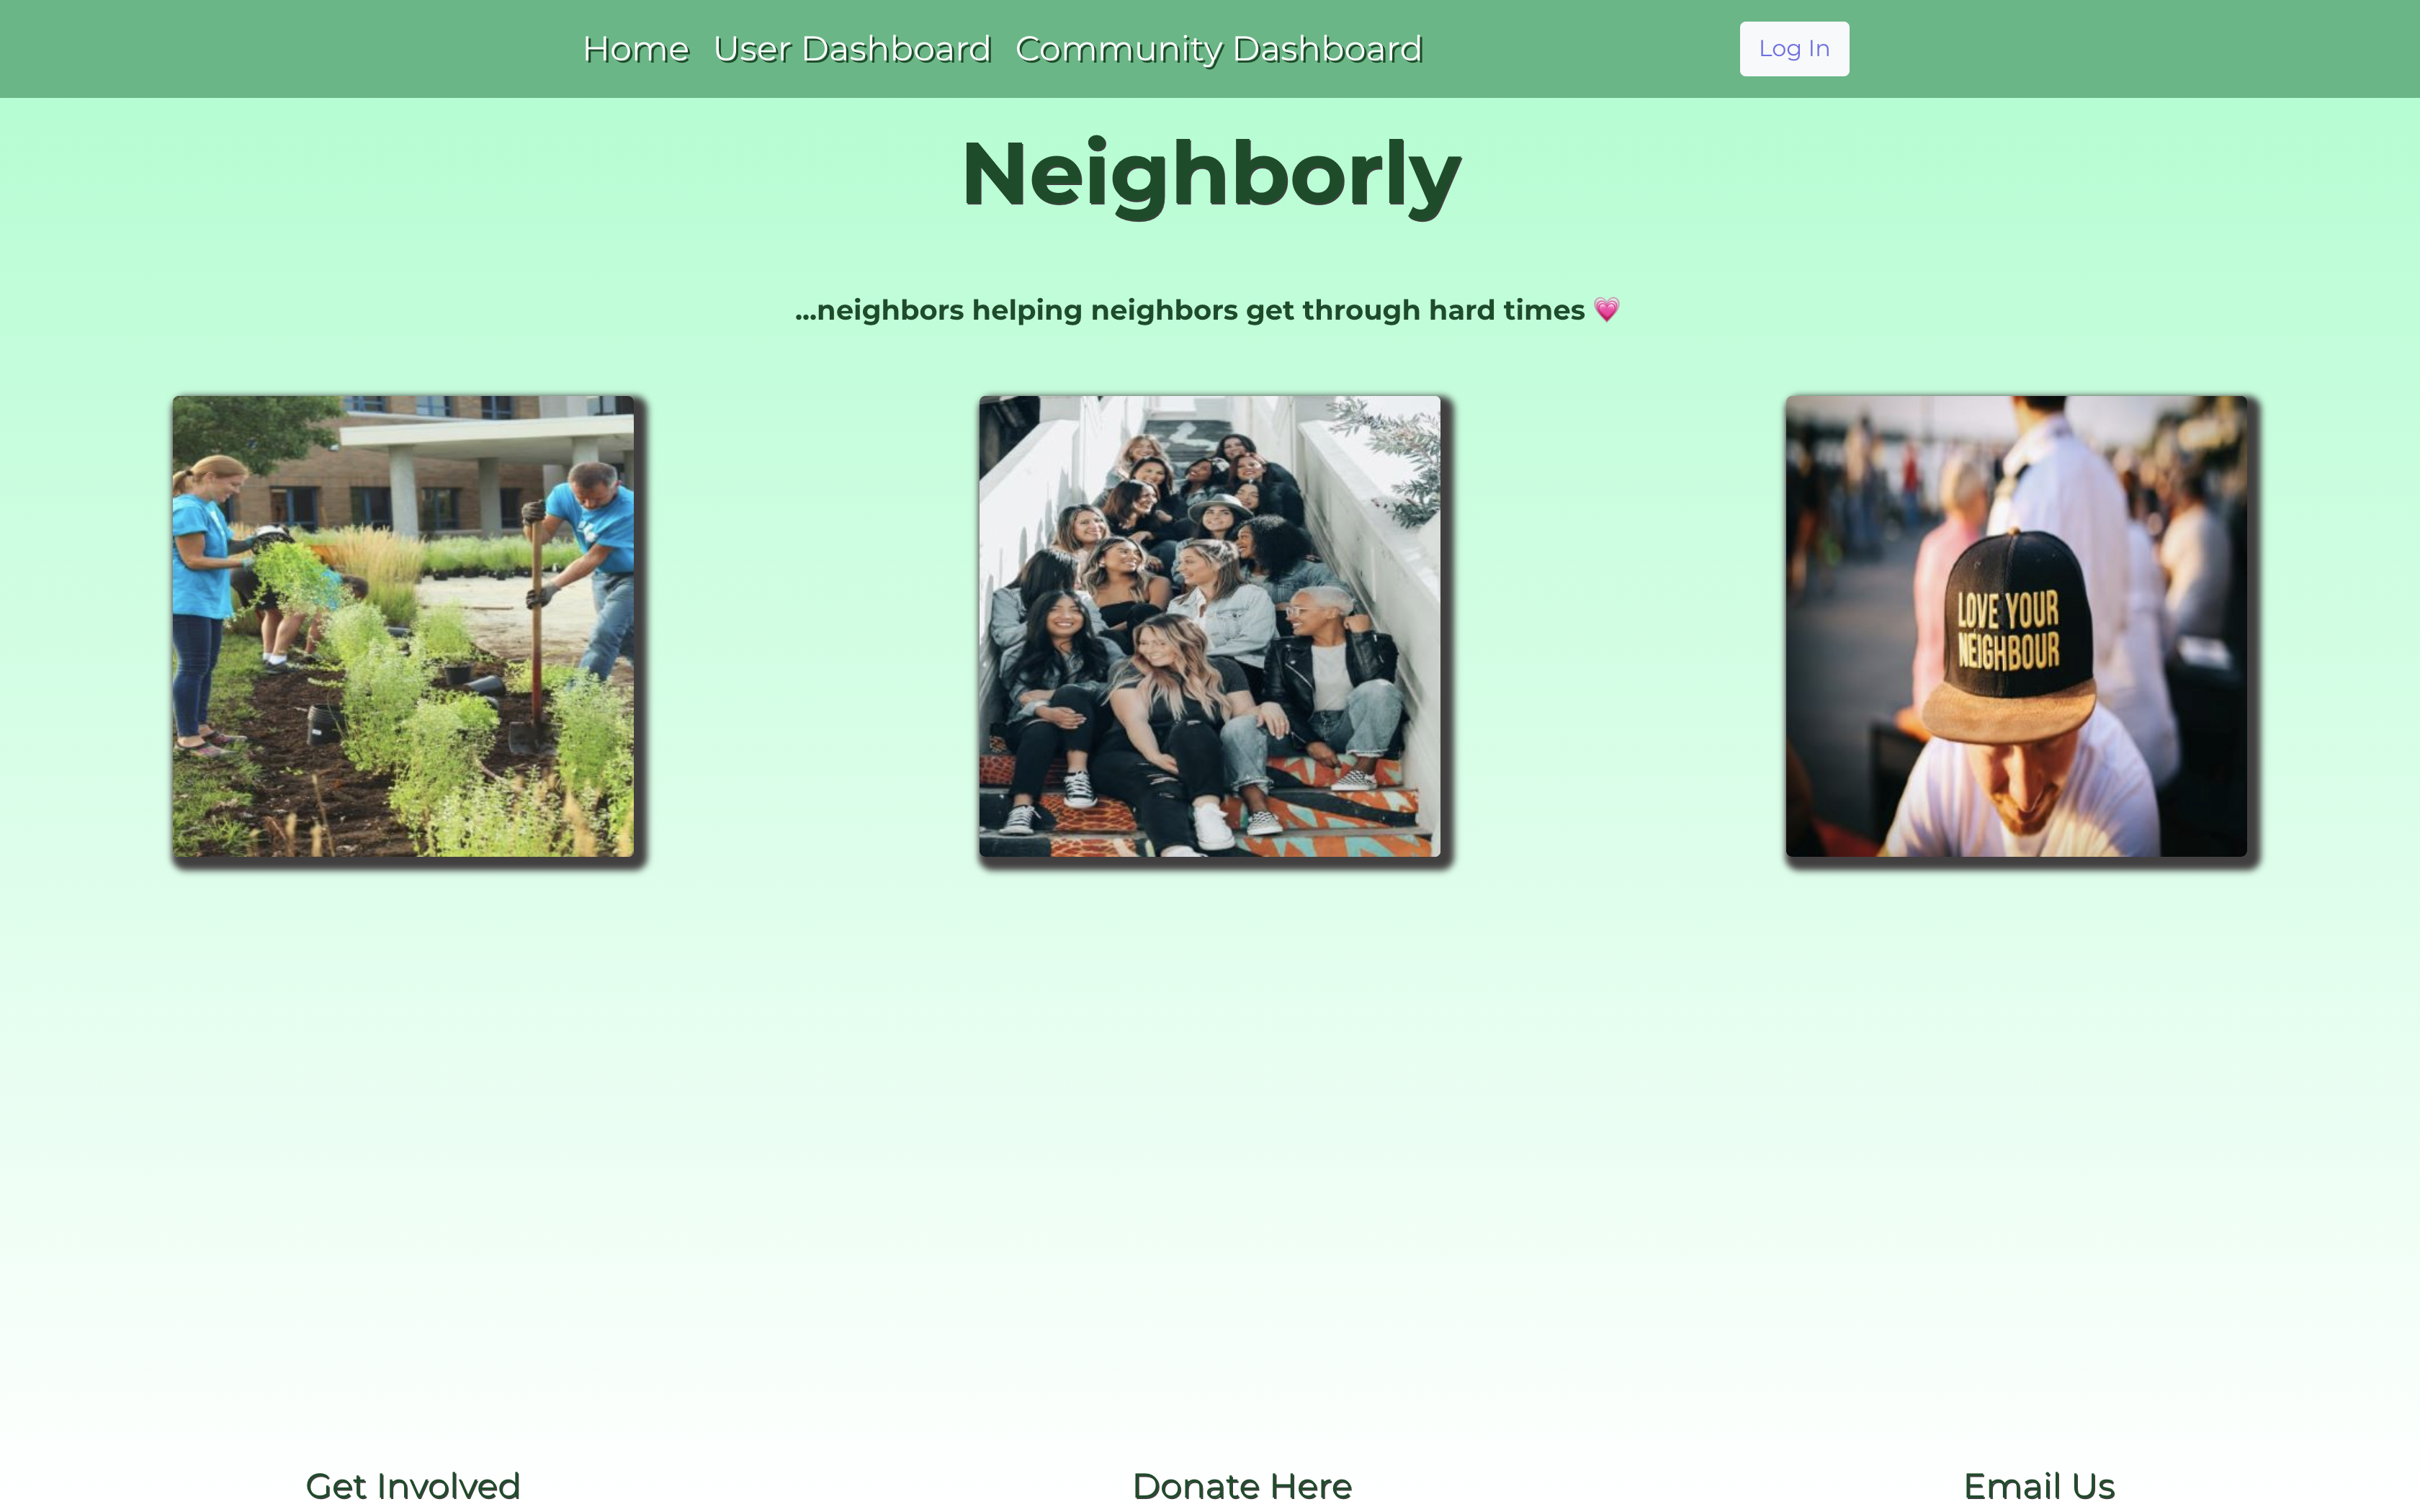 Home User Dashboard Community Dashboard Log In
Neighborly
...neighbors helping neighbors get through hard times 💗
LOVE YOUR
NEIGHBOUR
Get Involved Donate Here Email Us